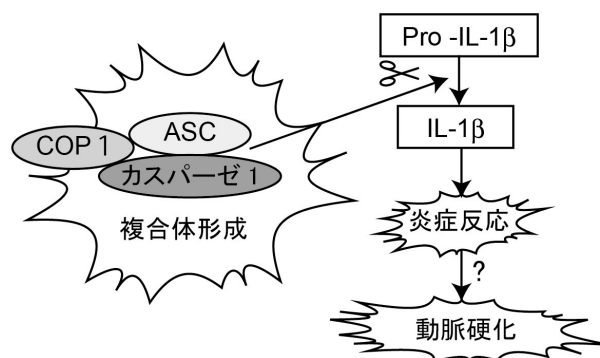 Pro -IL-1β
IL-1β
COP 1
ASC
カスパーゼ 1
複合体形成
炎症反応
?
動脈硬化